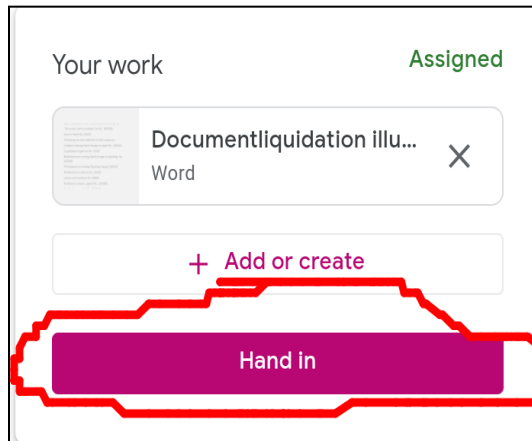 Your work
Assigned
Documentliquidation illu...
Word
+ Add or create
Hand in